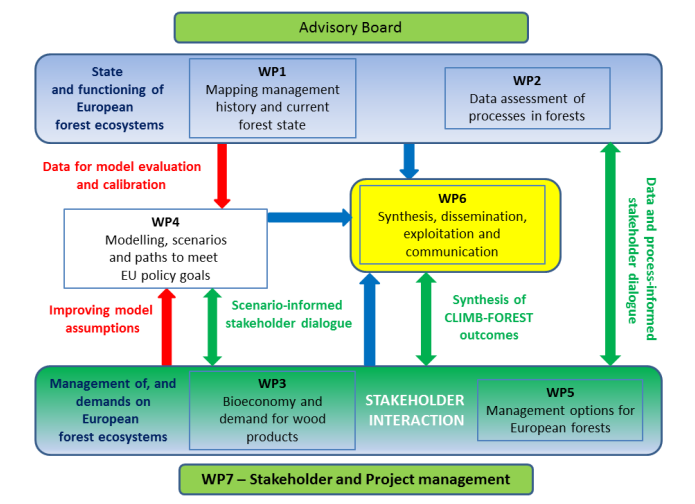 Advisory Board
State
and functioning of
European
forest ecosystems
WP1
Mapping management
history and current
forest state
WP2
Data assessment of
processes in forests
Data for model evaluation
and calibration
WP4
Modelling, scenarios
and paths to meet
EU policy goals
WP6
Synthesis, dissemination,
exploitation and
communication
Data and process-informed
stakeholder dialogue
Improving model
assumptions
Scenario-informed
stakeholder dialogue
Synthesis of
CLIMB-FOREST
outcomes
Management of, and
demands on
European
forest ecosystems
WP3
Bioeconomy and
demand for wood
products
STAKEHOLDER
INTERACTION
WP5
Management options for
European forests
WP7 – Stakeholder and Project management